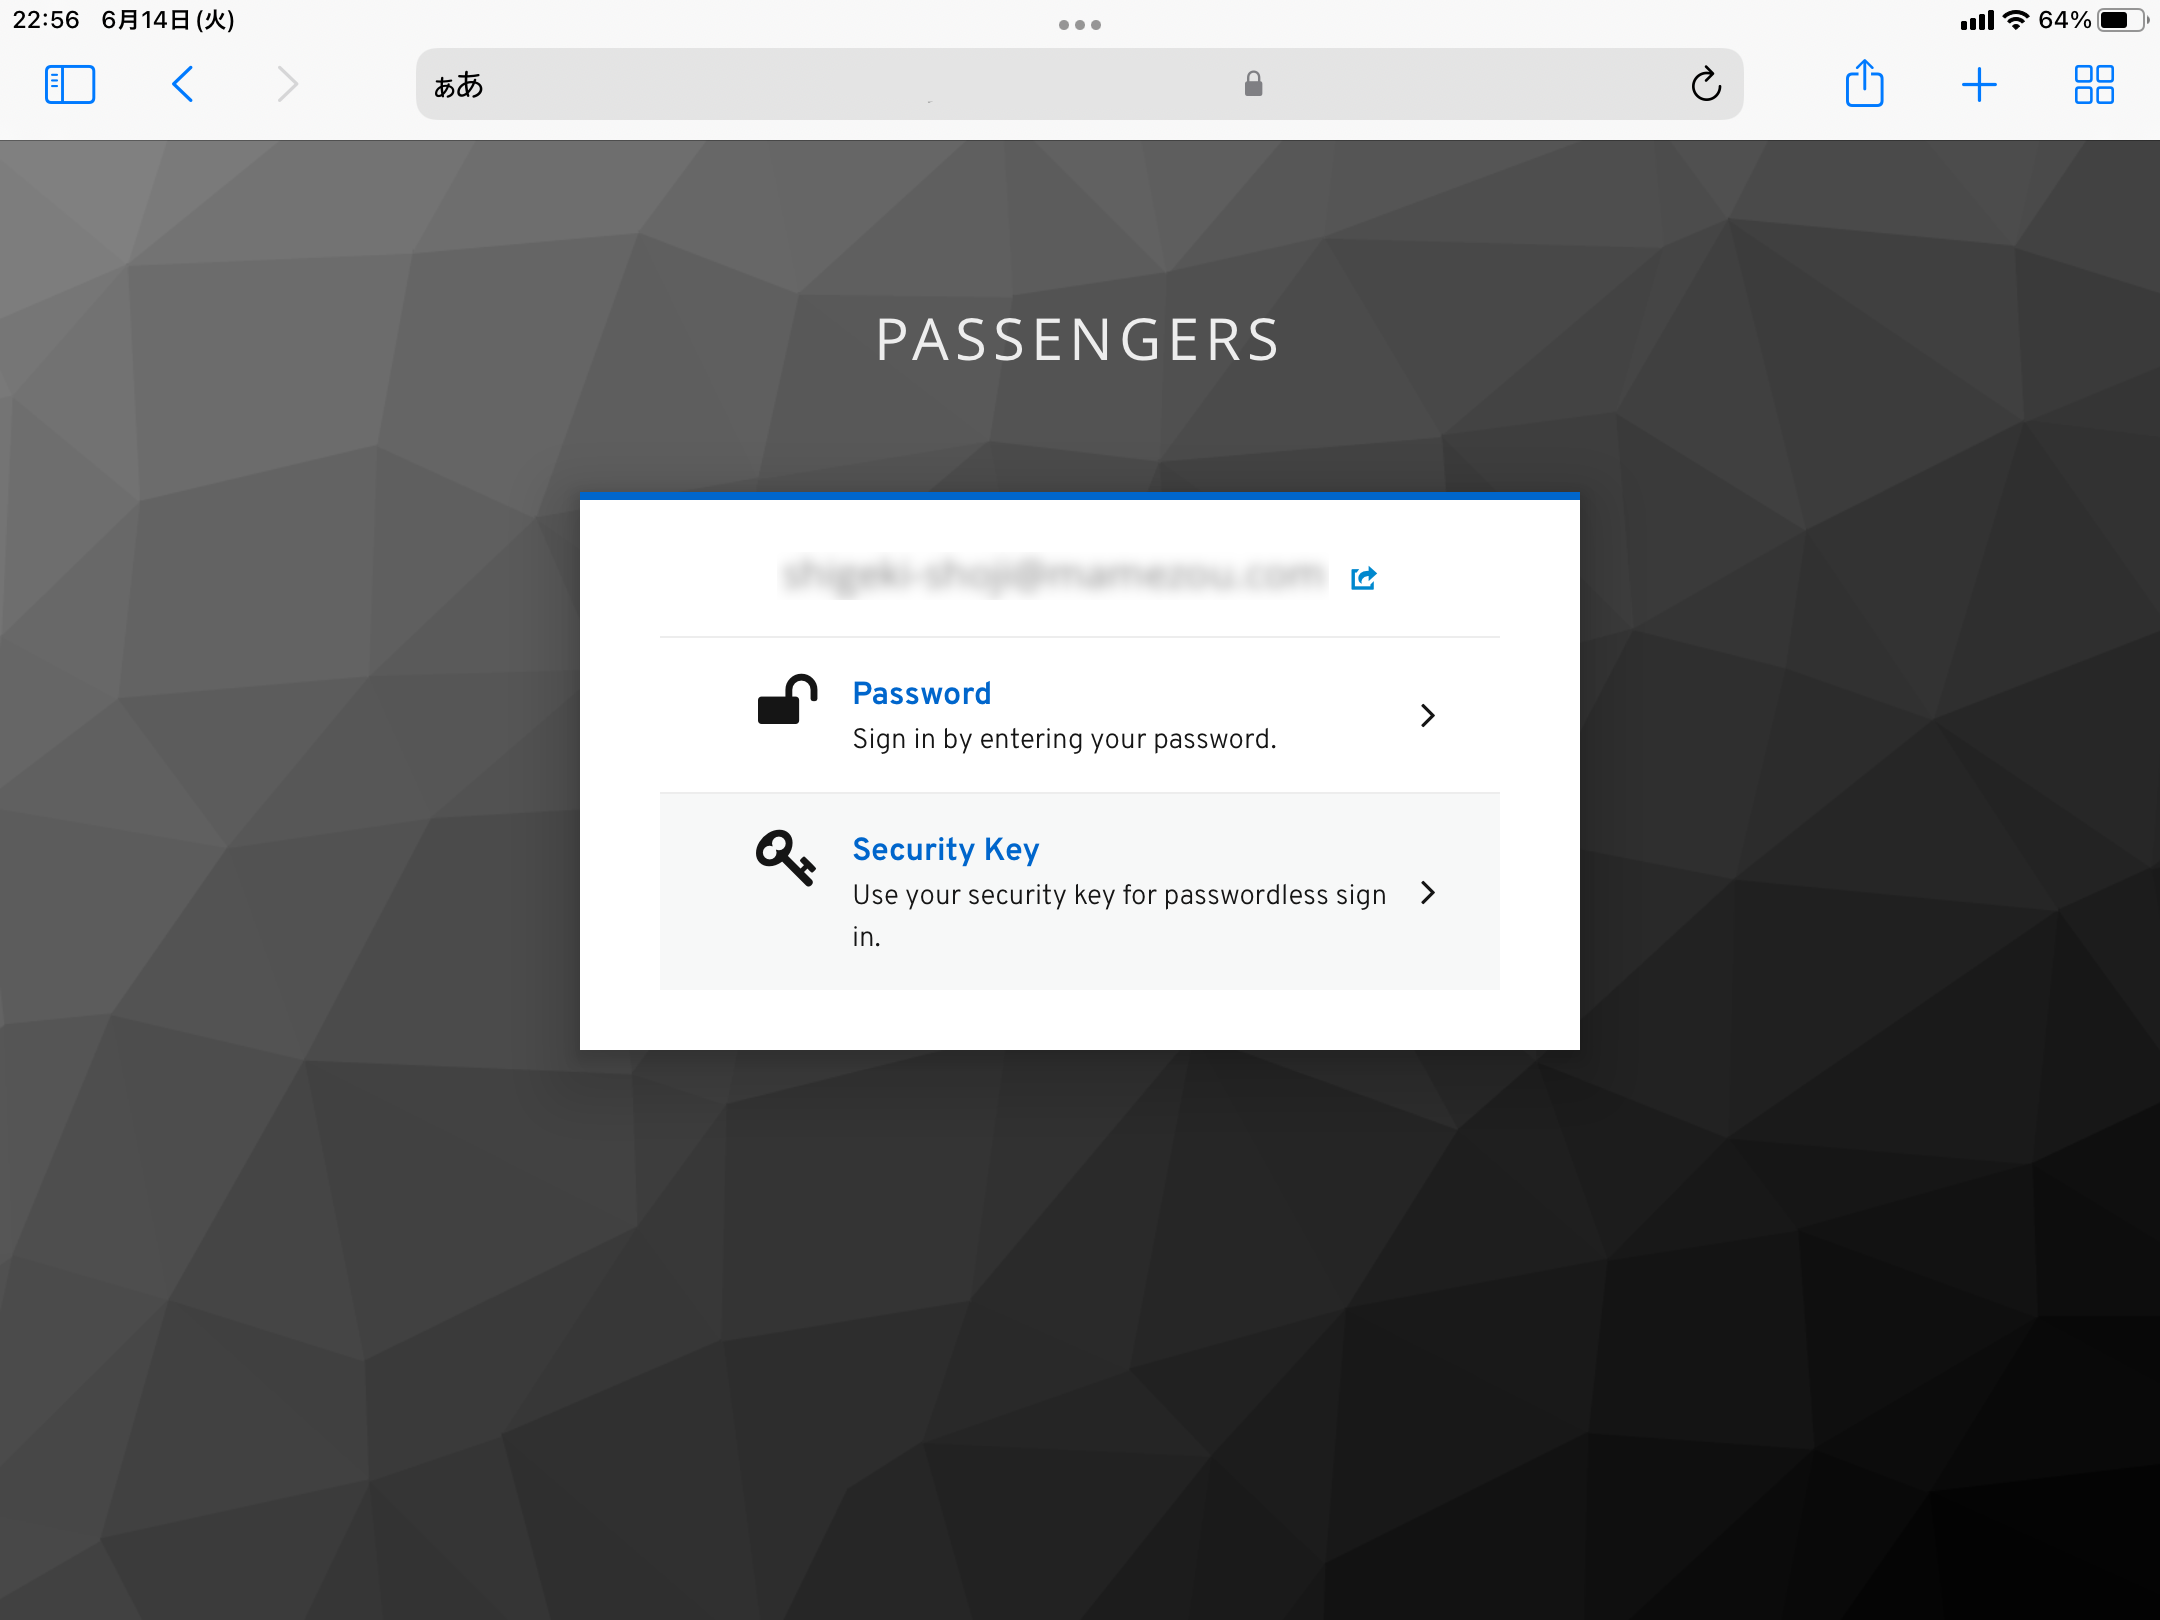 22:56 6月14日(火)
64%
ぁあ
PASSENGERS
Password
Sign in by entering your password.
Security Key
Use your security key for passwordless sign
in.